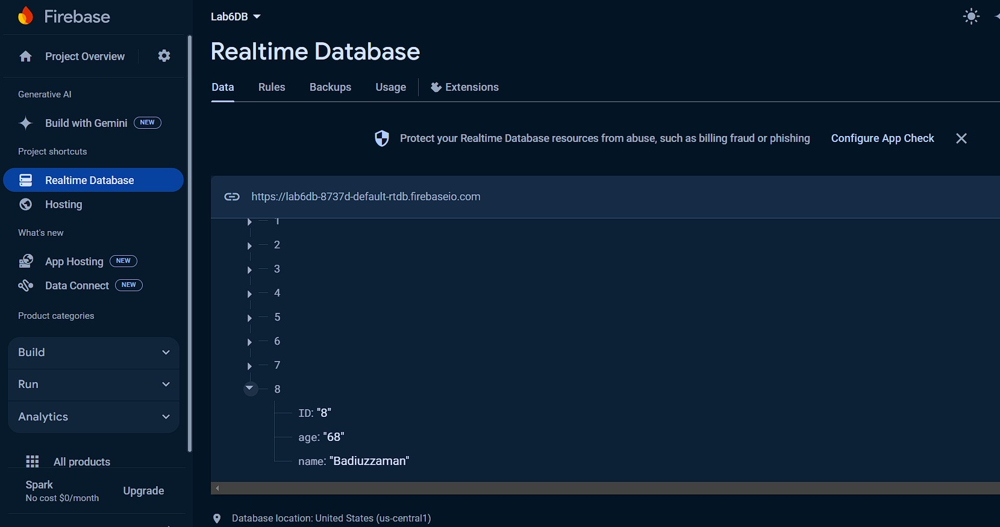 Firebase
Project Overview
Generative AI
Build with Gemini NEW
Project shortcuts
Realtime Database
Hosting
What's new
App Hosting NEW
Data Connect NEW
Product categories
Build
Run
Analytics
All products
Spark
No cost $0/month
Upgrade
Lab6DB
Realtime Database
Data Rules Backups Usage Extensions
Protect your Realtime Database resources from abuse, such as billing fraud or phishing Configure App Check
https://lab6db-8737d-default-rtdb.firebaseio.com
1
2
3
4
5
6
7
8
ID: "8"
age: "68"
name: "Badiuzzaman"
Database location: United States (us-central1)